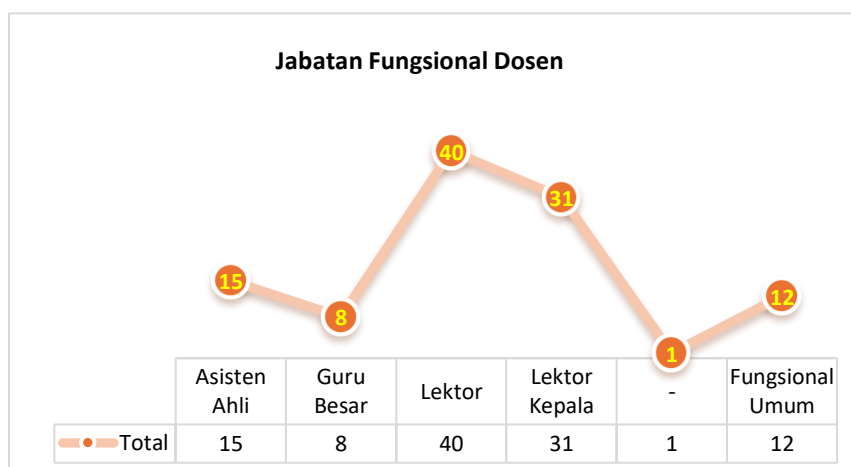 Jabatan Fungsional Dosen
40
31
15
12
8
1
Asisten Ahli
Guru Besar
Lektor
Lektor Kepala
-
Fungsional Umum
Total 15 8 40 31 1 12